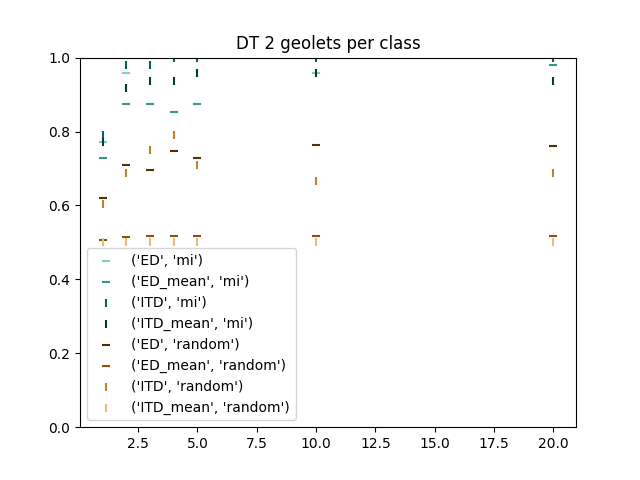 DT 2 geolets per class
1.0
0.8
0.6
0.4
0.2
0.0
('ED', 'mi')
('ED_mean', 'mi')
('ITD', 'mi')
('ITD_mean', 'mi')
('ED', 'random')
('ED_mean', 'random')
('ITD', 'random')
('ITD_mean', 'random')
2.5 5.0 7.5 10.0 12.5 15.0 17.5 20.0